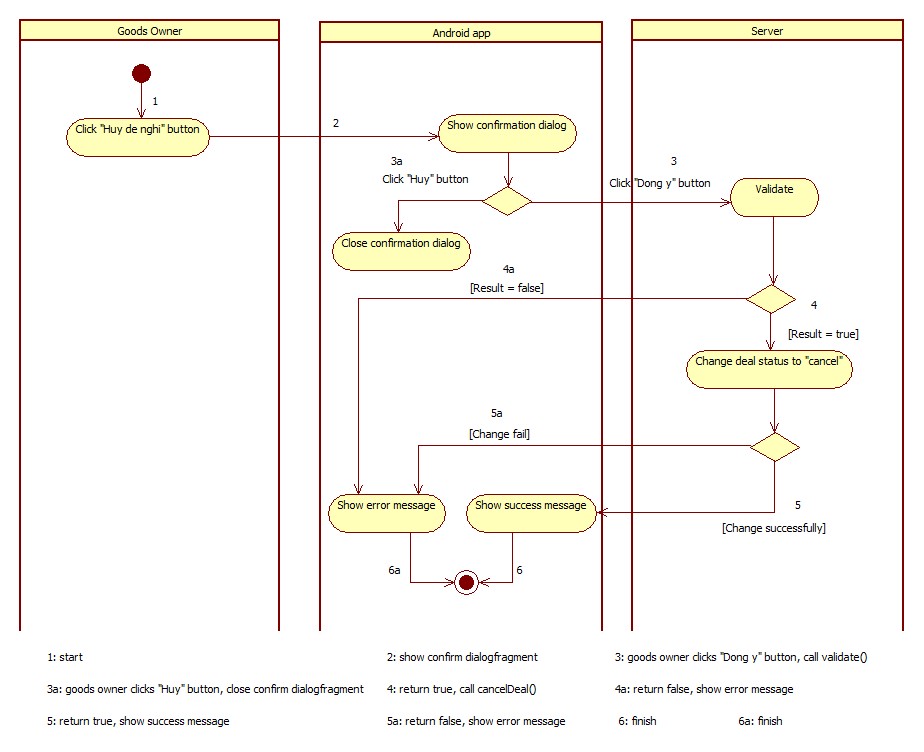 Goods Owner
Android app
Server
1
Click "Huy de nghi" button
2
Show confirmation dialog
3a
Click "Huy" button
3
Click "Dong y" button
Validate
Close confirmation dialog
4a
[Result = false]
4
[Result = true]
Change deal status to "cancel"
5a
[Change fail]
Show error message
Show success message
5
[Change successfully]
6a
6
1: start
2: show confirm dialogfragment
3: goods owner clicks "Dong y" button, call validate()
3a: goods owner clicks "Huy" button, close confirm dialogfragment
4: return true, call cancelDeal()
4a: return false, show error message
5: return true, show success message
5a: return false, show error message
6: finish
6a: finish